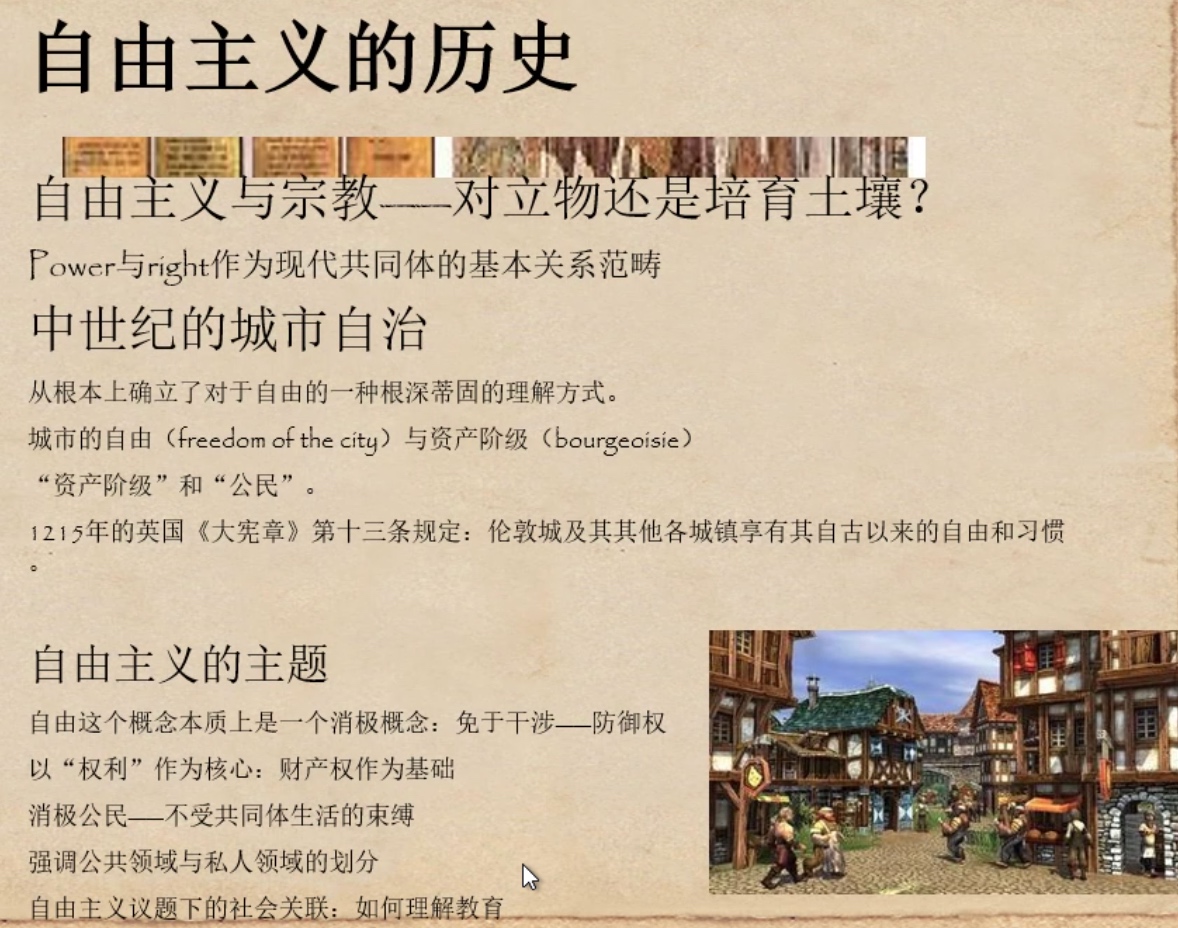 自由主义的历史
自由主义与宗教——对立物还是培育土壤？
Power与right作为现代共同体的基本关系范畴
中世纪的城市自治
从根本上确立了对于自由的一种根深蒂固的理解方式。
城市的自由（freedom of the city）与资产阶级（bourgeoisie）
“资产阶级”和“公民”。
1215年的英国《大宪章》第十三条规定：伦敦城及其其他各城镇享有其自古以来的自由和习惯
。
自由主义的主题
自由这个概念本质上是一个消极概念：免于干涉——防御权
以“权利”作为核心：财产权作为基础
消极公民——不受共同体生活的束缚
强调公共领域与私人领域的划分
自由主义议题下的社会关联：如何理解教育